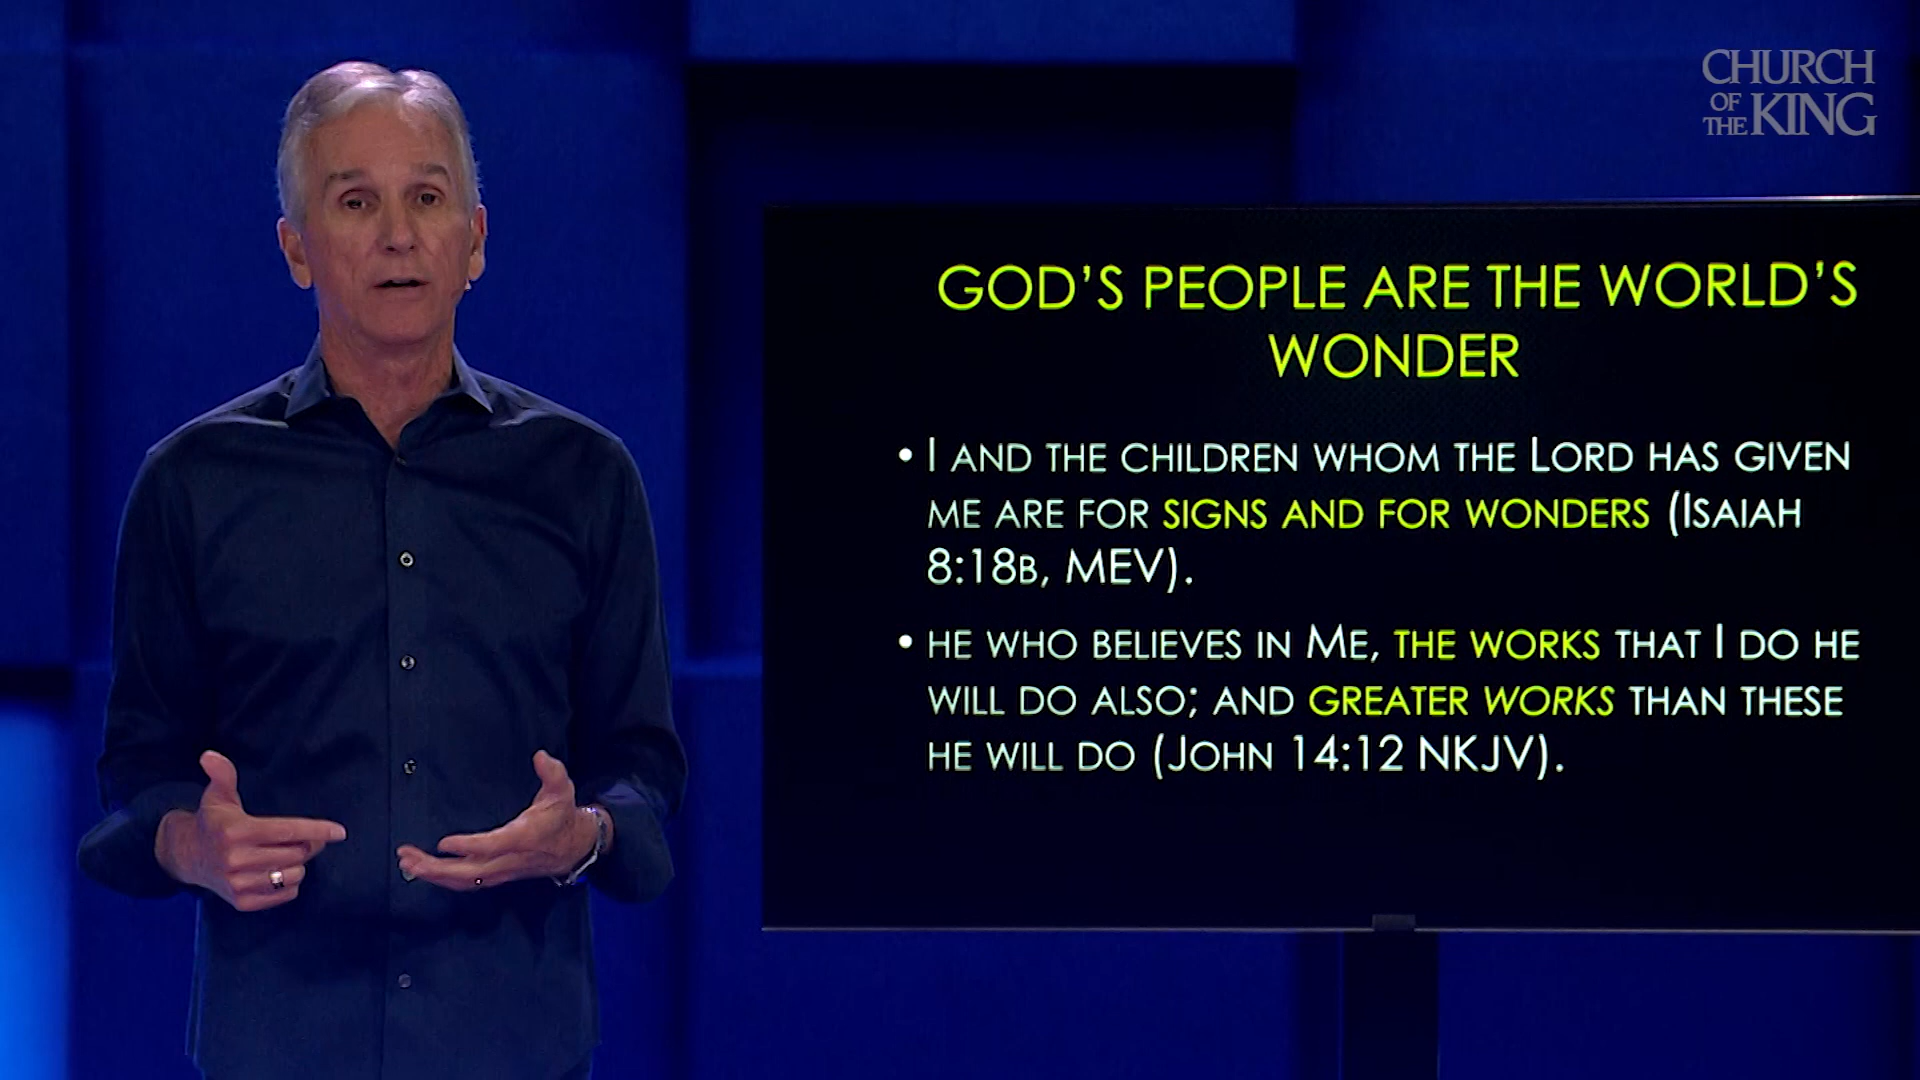 CHURCH
OF
THE KING
GOD'S PEOPLE ARE THE WORLD'S
WONDER
• I AND THE CHILDREN WHOM THE LORD HAS GIVEN
ME ARE FOR SIGNS AND FOR WONDERS (ISAIAH
8:18B, MEV).
• HE WHO BELIEVES IN ME, THE WORKS THAT I DO HE
WILL DO ALSO; AND GREATER WORKS THAN THESE
HE WILL DO (JOHN 14:12 NKJV).